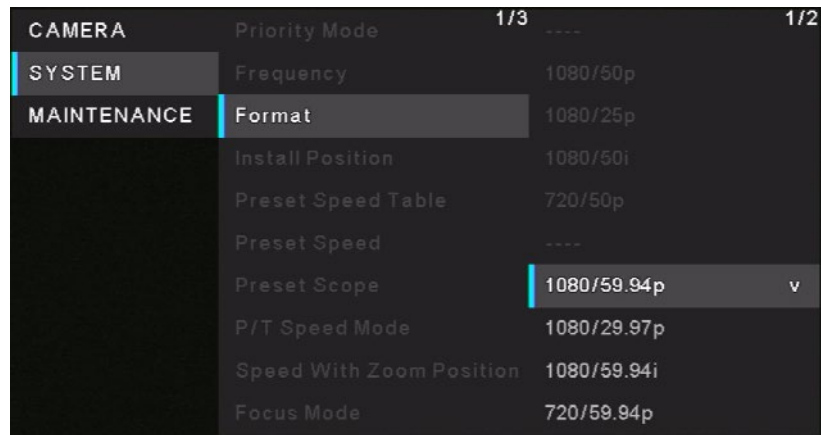 CAMERA
SYSTEM
MAINTENANCE
1/3
Priority Mode
Frequency
Format
Install Position
Preset Speed Table
Preset Speed
Preset Scope
P/T Speed Mode
Speed With Zoom Position
Focus Mode
1/2
----
1080/50p
1080/25p
1080/50i
720/50p
----
1080/59.94p v
1080/29.97p
1080/59.94i
720/59.94p